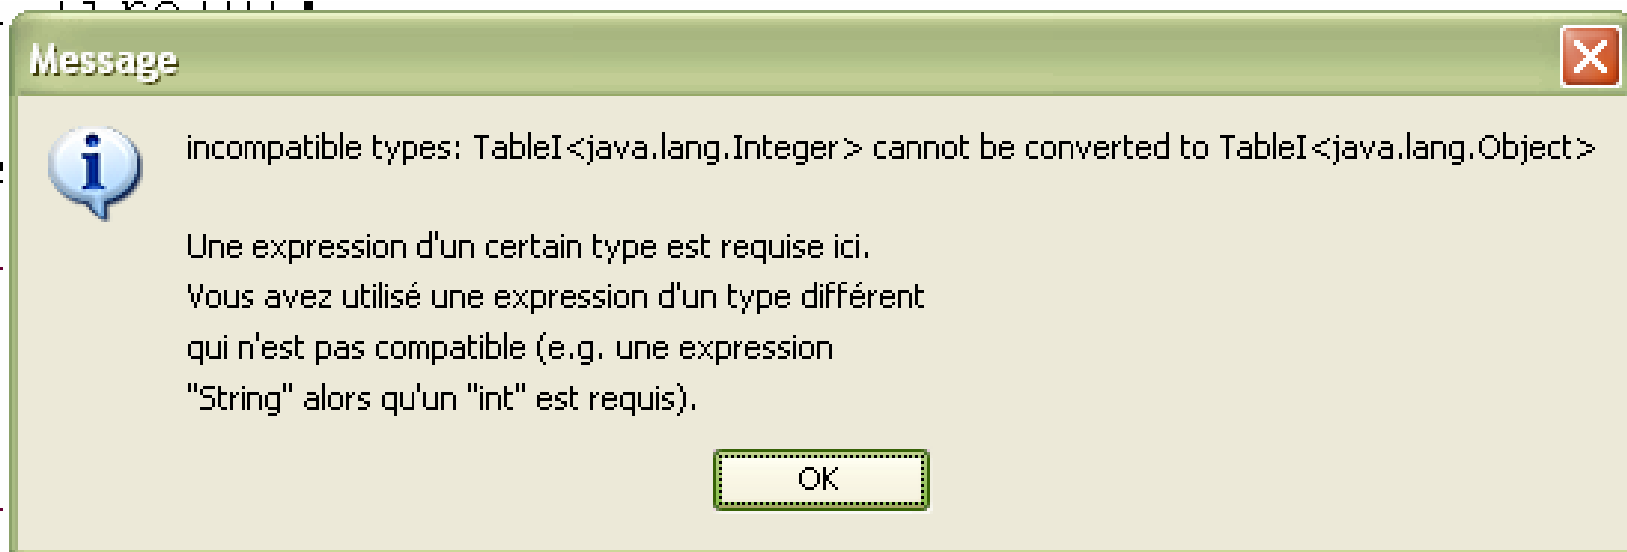 Message
incompatible types: TableI<java.lang.Integer> cannot be converted to TableI<java.lang.Object>
Une expression d'un certain type est requise ici.
Vous avez utilisé une expression d'un type différent
qui n'est pas compatible (e.g. une expression
"String" alors qu'un "int" est requis).
OK